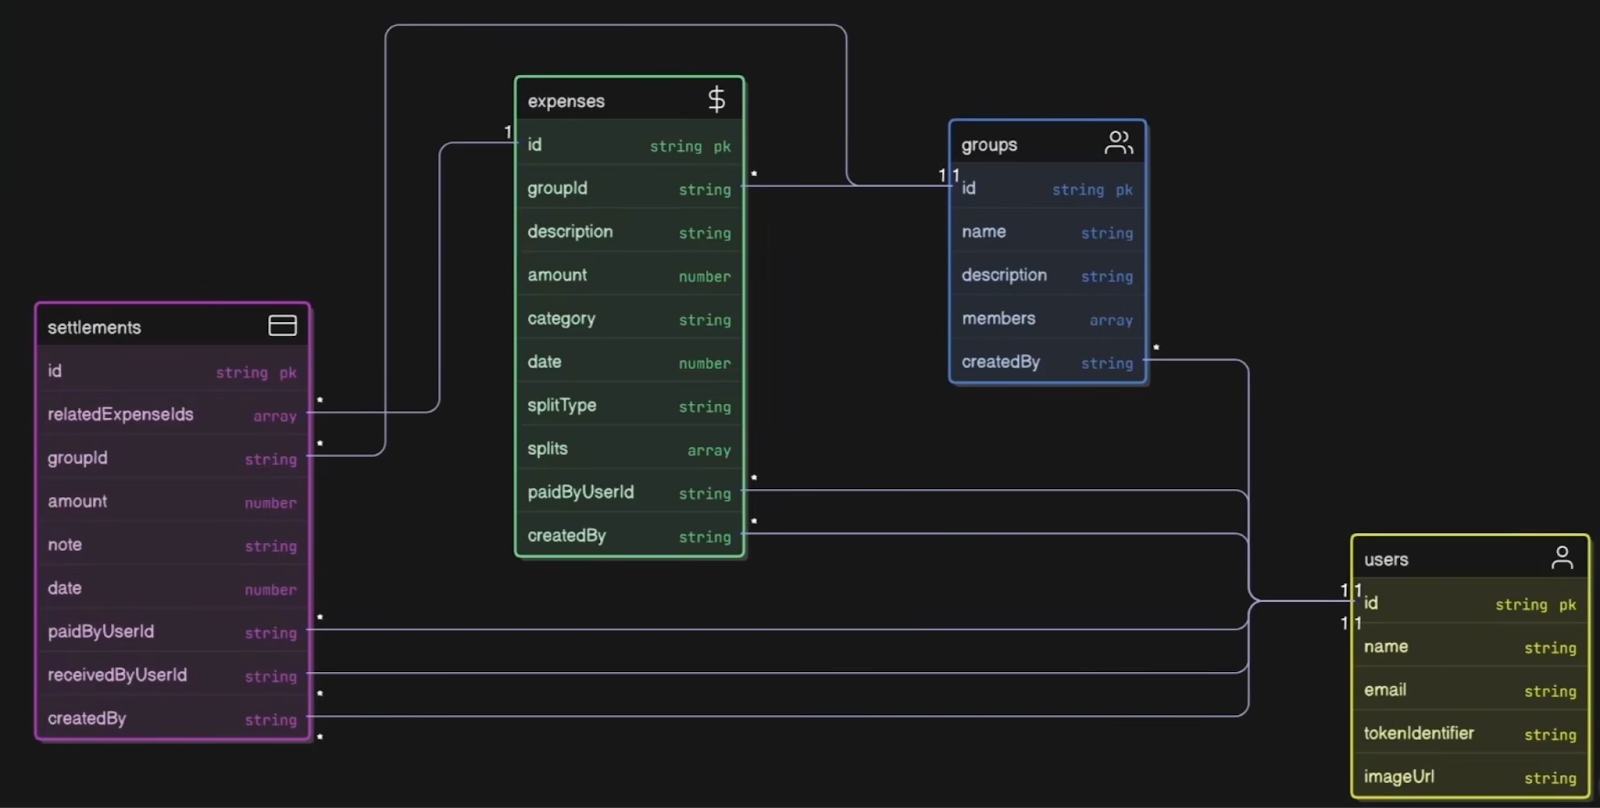 expenses $
1
id string pk
groupId string *
description string
amount number
category string
date number
splitType string
splits array
paidByUserId string *
createdBy string *
groups
1 1
id string pk
name string
description string
members array
createdBy string *
settlements
id string pk
relatedExpenseIds array *
groupId string *
amount number
note string
date number
paidByUserId string *
receivedByUserId string *
createdBy string *
users
1 1
id string pk
1 1
name string
email string
tokenIdentifier string
imageUrl string